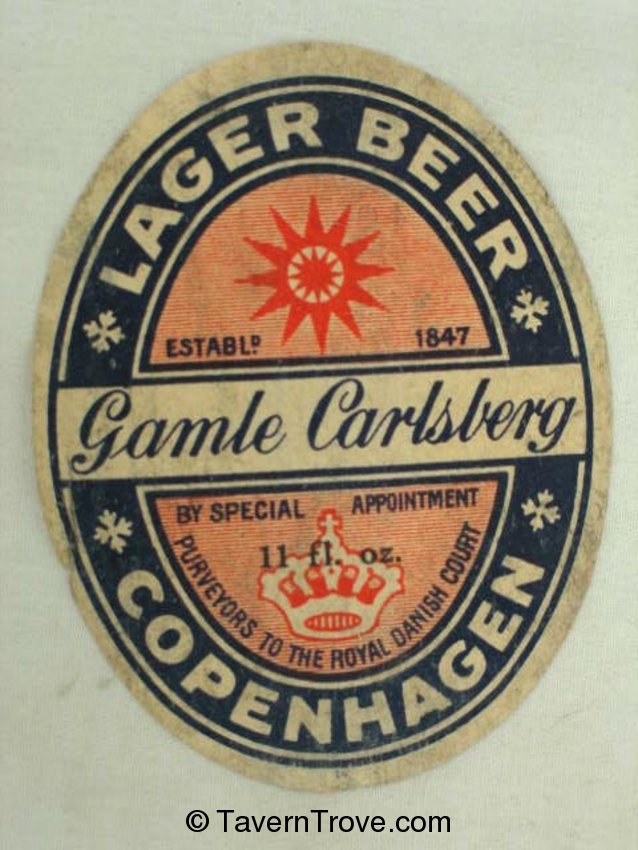 LAGER BEER
ESTABLD 1847
Gamle Carlsberg
BY SPECIAL APPOINTMENT
11 fl. oz.
PURVEYORS TO THE ROYAL DANISH COURT
COPENHAGEN
© TavernTrove.com